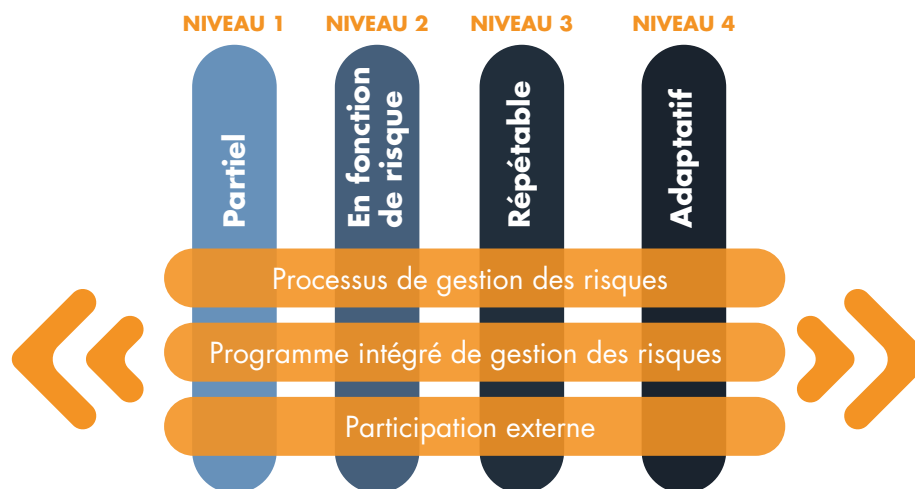 NIVEAU 1
NIVEAU 2
NIVEAU 3
NIVEAU 4
Partiel
En fonction
de risque
Répétable
Adaptatif
Processus de gestion des risques
Programme intégré de gestion des risques
Participation externe